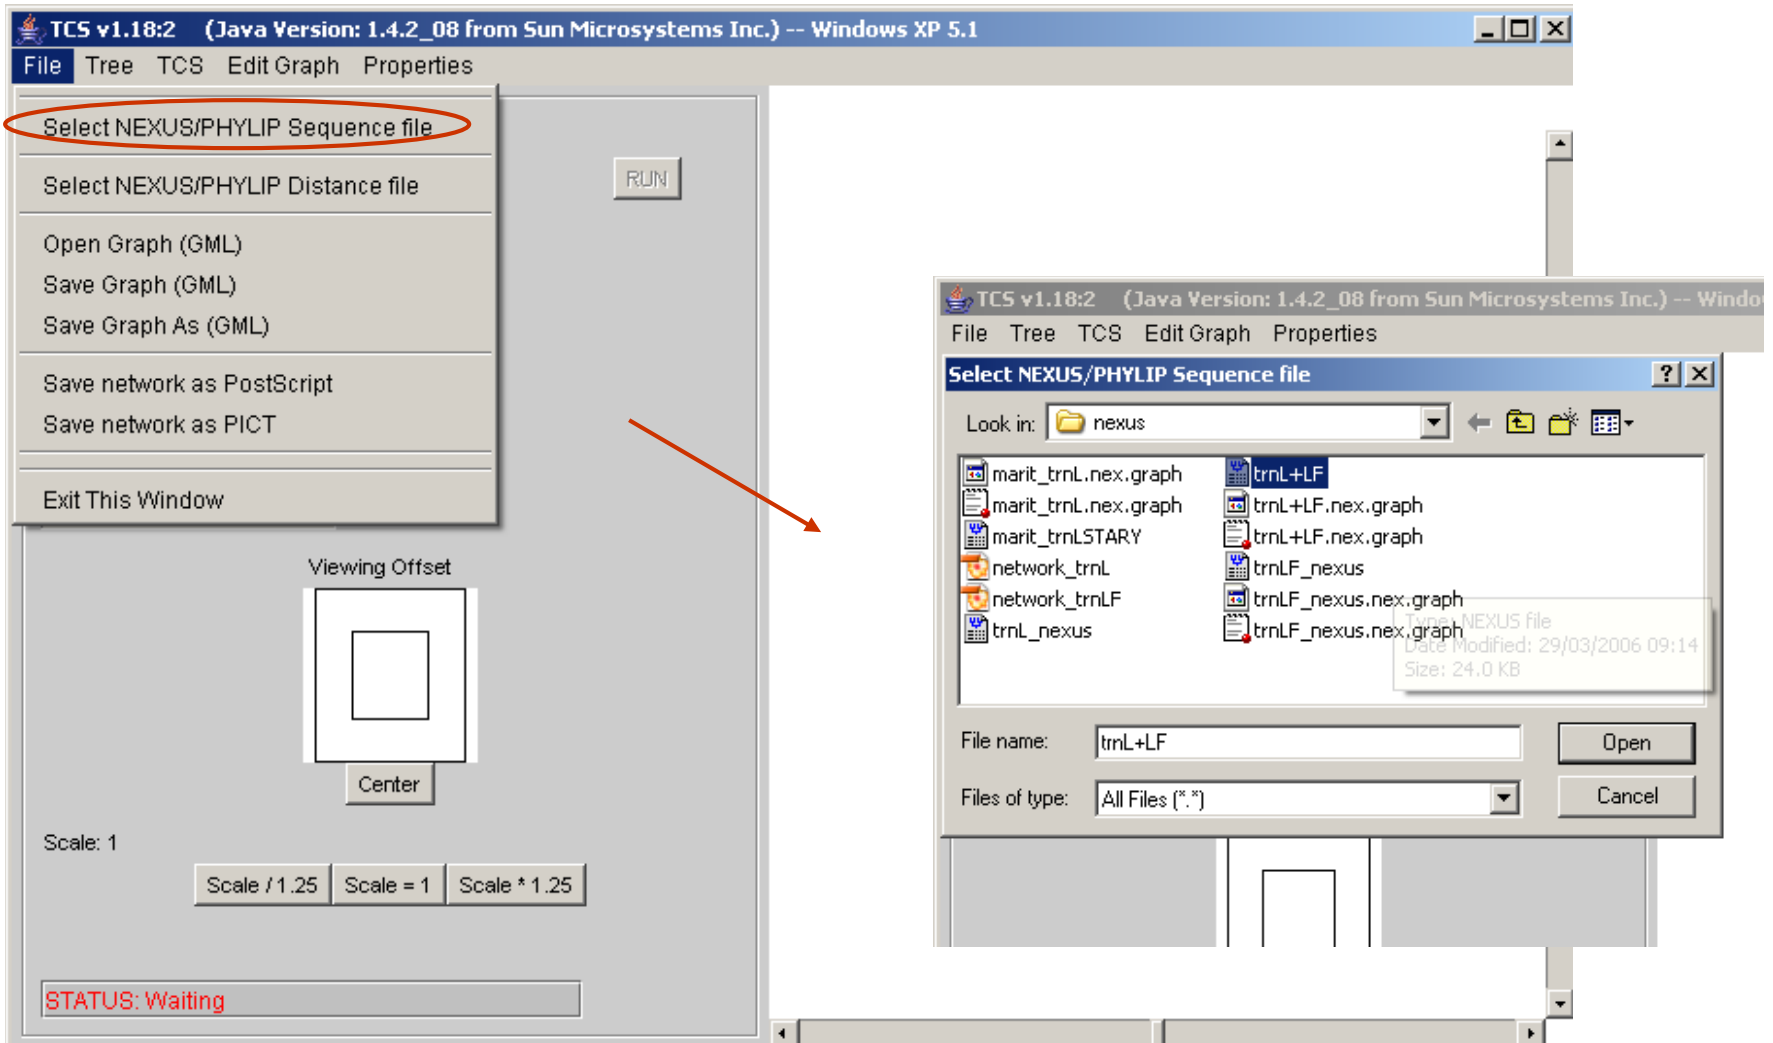 TCS v1.18:2 (Java Version: 1.4.2_08 from Sun Microsystems Inc.) -- Windows XP 5.1
File Tree TCS Edit Graph Properties
Select NEXUS/PHYLIP Sequence file
Select NEXUS/PHYLIP Distance file
Open Graph (GML)
Save Graph (GML)
Save Graph As (GML)
Save network as PostScript
Save network as PICT
Exit This Window
RUN
Viewing Offset
Center
Scale: 1
Scale / 1.25 Scale = 1 Scale * 1.25
STATUS: Waiting
TCS v1.18:2 (Java Version: 1.4.2_08 from Sun Microsystems Inc.) -- Windo
File Tree TCS Edit Graph Properties
Select NEXUS/PHYLIP Sequence file
Look in: nexus
marit_trnL.nex.graph
marit_trnL.nex.graph
marit_trnLSTARY
network_trnL
network_trnLF
trnL_nexus
trnL+LF
trnL+LF.nex.graph
trnL+LF.nex.graph
trnLF_nexus
trnLF_nexus.nex.graph
trnLF_nexus.nex.graph
Type: NEXUS file
Date Modified: 29/03/2006 09:14
Size: 24.0 KB
File name: trnL+LF
Open
Files of type: All Files (*.*)
Cancel